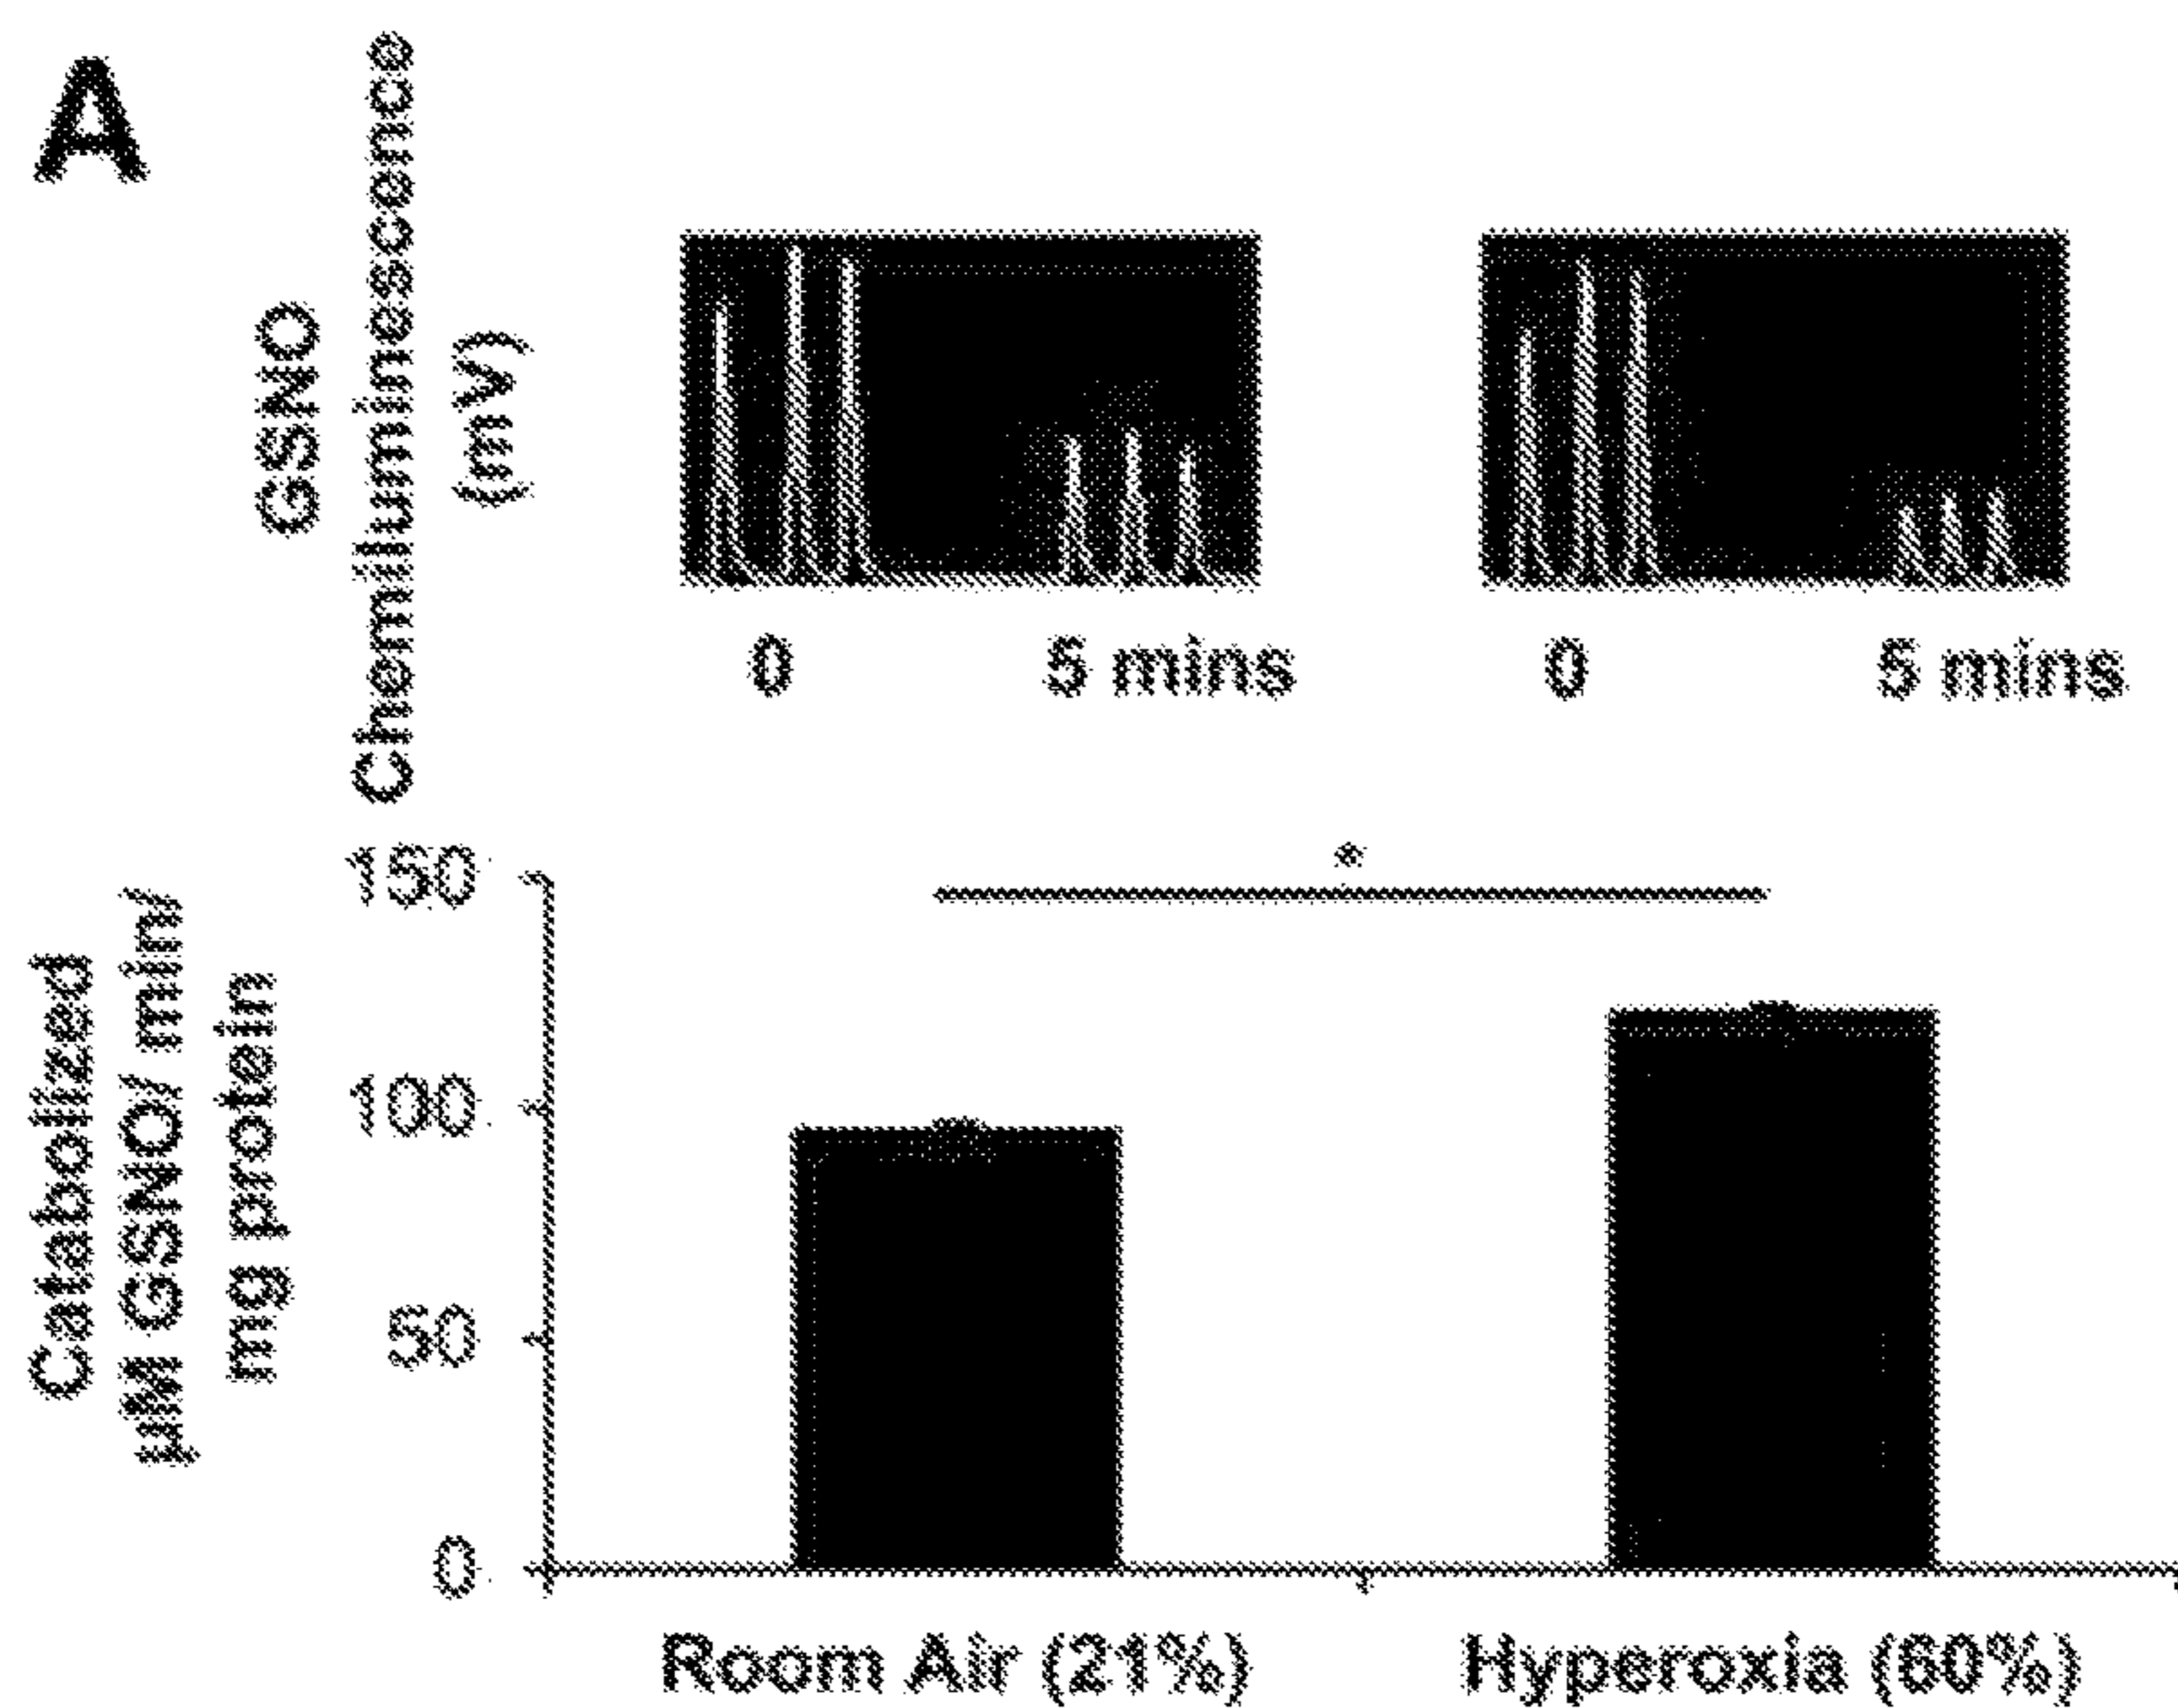 A
GSNO
Chemiluminescence
(mV)
0
5 mins
0
5 mins
Catabolized
µM GSNO/ min/
mg protein
150
100
50
0
*
Room Air (21%)
Hyperoxia (60%)